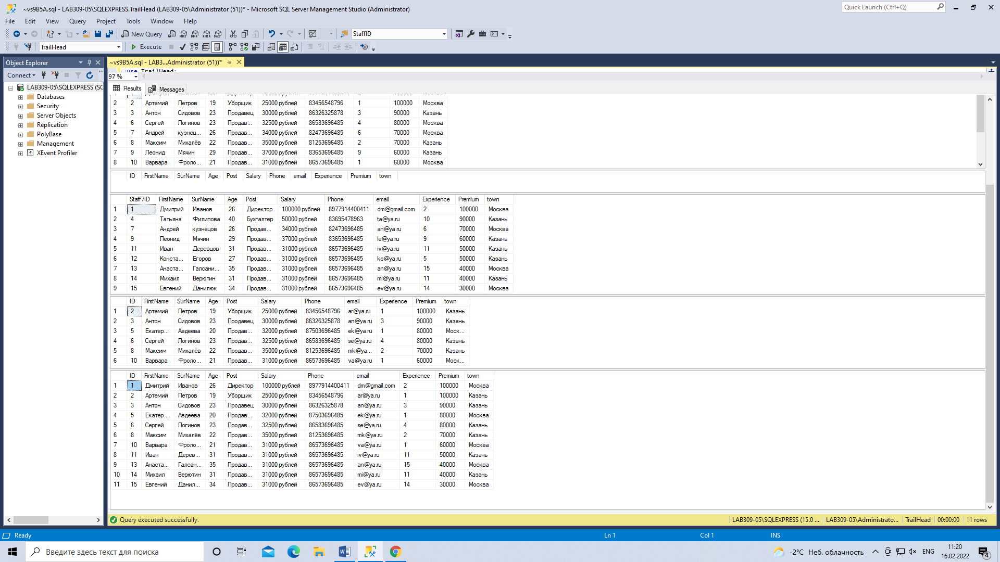 ~vs9B5A.sql - LAB309-05\SQLEXPRESS.TrailHead (LAB309-05\Administrator (51))* - Microsoft SQL Server Management Studio (Administrator)
Quick Launch (Ctrl+Q)
File Edit View Query Project Tools Window Help
New Query MDX DMX XMLA DAX StaffID
TrailHead Execute
Object Explorer
~vs9B5A.sql - LAB3...Administrator (51))*
Connect
use TrailHead;
97 %
LAB309-05\SQLEXPRESS (SC
Databases
Security
Server Objects
Replication
PolyBase
Management
XEvent Profiler
Results Messages
2 2 Артемий Петров 19 Уборщик 25000 рублей 83456548796 1 100000 Москва
3 3 Антон Сидовов 23 Продавец 30000 рублей 86326325878 3 90000 Казань
4 6 Сергей Логинов 23 Продав... 32500 рублей 86583696485 4 80000 Москва
5 7 Андрей кузнец... 26 Продав... 34000 рублей 82473696485 6 70000 Москва
6 8 Максим Михалёв 22 Продав... 35000 рублей 81253696485 2 70000 Казань
7 9 Леонид Мячин 29 Продав... 37000 рублей 83653696485 9 60000 Казань
8 10 Варвара Фроло... 21 Продав... 31000 рублей 86573696485 1 60000 Москва
ID FirstName SurName Age Post Salary Phone email Experience Premium town
Staff7ID FirstName SurName Age Post Salary Phone email Experience Premium town
1 1 Дмитрий Иванов 26 Директор 100000 рублей 8977914400411 dm@gmail.com 2 100000 Москва
2 4 Татьяна Филипова 40 Бухгалтер 50000 рублей 83695478963 ta@ya.ru 10 90000 Казань
3 7 Андрей кузнецов 26 Продав... 34000 рублей 82473696485 an@ya.ru 6 70000 Москва
4 9 Леонид Мячин 29 Продав... 37000 рублей 83653696485 le@ya.ru 9 60000 Казань
5 11 Иван Деревцов 31 Продав... 31000 рублей 86573696485 iv@ya.ru 11 50000 Казань
6 12 Конста... Егоров 27 Продав... 31000 рублей 86573696485 ko@ya.ru 5 50000 Казань
7 13 Анаста... Галсани... 35 Продав... 31000 рублей 86573696485 an@ya.ru 15 40000 Москва
8 14 Михаил Верютин 31 Продав... 31000 рублей 86573696485 mi@ya.ru 11 40000 Казань
9 15 Евгений Данилюк 34 Продав... 31000 рублей 86573696485 ev@ya.ru 14 30000 Москва
ID FirstName SurName Age Post Salary Phone email Experience Premium town
1 2 Артемий Петров 19 Уборщик 25000 рублей 83456548796 ar@ya.ru 1 100000 Казань
2 3 Антон Сидовов 23 Продавец 30000 рублей 86326325878 an@ya.ru 3 90000 Казань
3 5 Екатер... Авдеева 20 Продав... 32000 рублей 87503696485 ek@ya.ru 1 80000 Моск...
4 6 Сергей Логинов 23 Продав... 32500 рублей 86583696485 se@ya.ru 4 80000 Казань
5 8 Максим Михалёв 22 Продав... 35000 рублей 81253696485 mk@ya... 2 70000 Казань
6 10 Варвара Фроло... 21 Продав... 31000 рублей 86573696485 va@ya.ru 1 60000 Моск...
ID FirstName SurName Age Post Salary Phone email Experience Premium town
1 1 Дмитрий Иванов 26 Директор 100000 рублей 8977914400411 dm@gmail.com 2 100000 Москва
2 2 Артемий Петров 19 Уборщик 25000 рублей 83456548796 ar@ya.ru 1 100000 Казань
3 3 Антон Сидовов 23 Продавец 30000 рублей 86326325878 an@ya.ru 3 90000 Казань
4 5 Екатер... Авдеева 20 Продав... 32000 рублей 87503696485 ek@ya.ru 1 80000 Москва
5 6 Сергей Логинов 23 Продав... 32500 рублей 86583696485 se@ya.ru 4 80000 Казань
6 8 Максим Михалёв 22 Продав... 35000 рублей 81253696485 mk@ya.ru 2 70000 Казань
7 10 Варвара Фроло... 21 Продав... 31000 рублей 86573696485 va@ya.ru 1 60000 Москва
8 11 Иван Дерев... 31 Продав... 31000 рублей 86573696485 iv@ya.ru 11 50000 Казань
9 13 Анаста... Галсан... 35 Продав... 31000 рублей 86573696485 an@ya.ru 15 40000 Москва
10 14 Михаил Верютин 31 Продав... 31000 рублей 86573696485 mi@ya.ru 11 40000 Казань
11 15 Евгений Данил... 34 Продав... 31000 рублей 86573696485 ev@ya.ru 14 30000 Москва
Query executed successfully. LAB309-05\SQLEXPRESS (15.0 ... LAB309-05\Administrato... TrailHead 00:00:00 11 rows
Ready Ln 1 Col 1 INS
Введите здесь текст для поиска
-2°C Неб. облачность ENG
11:20
16.02.2022
4